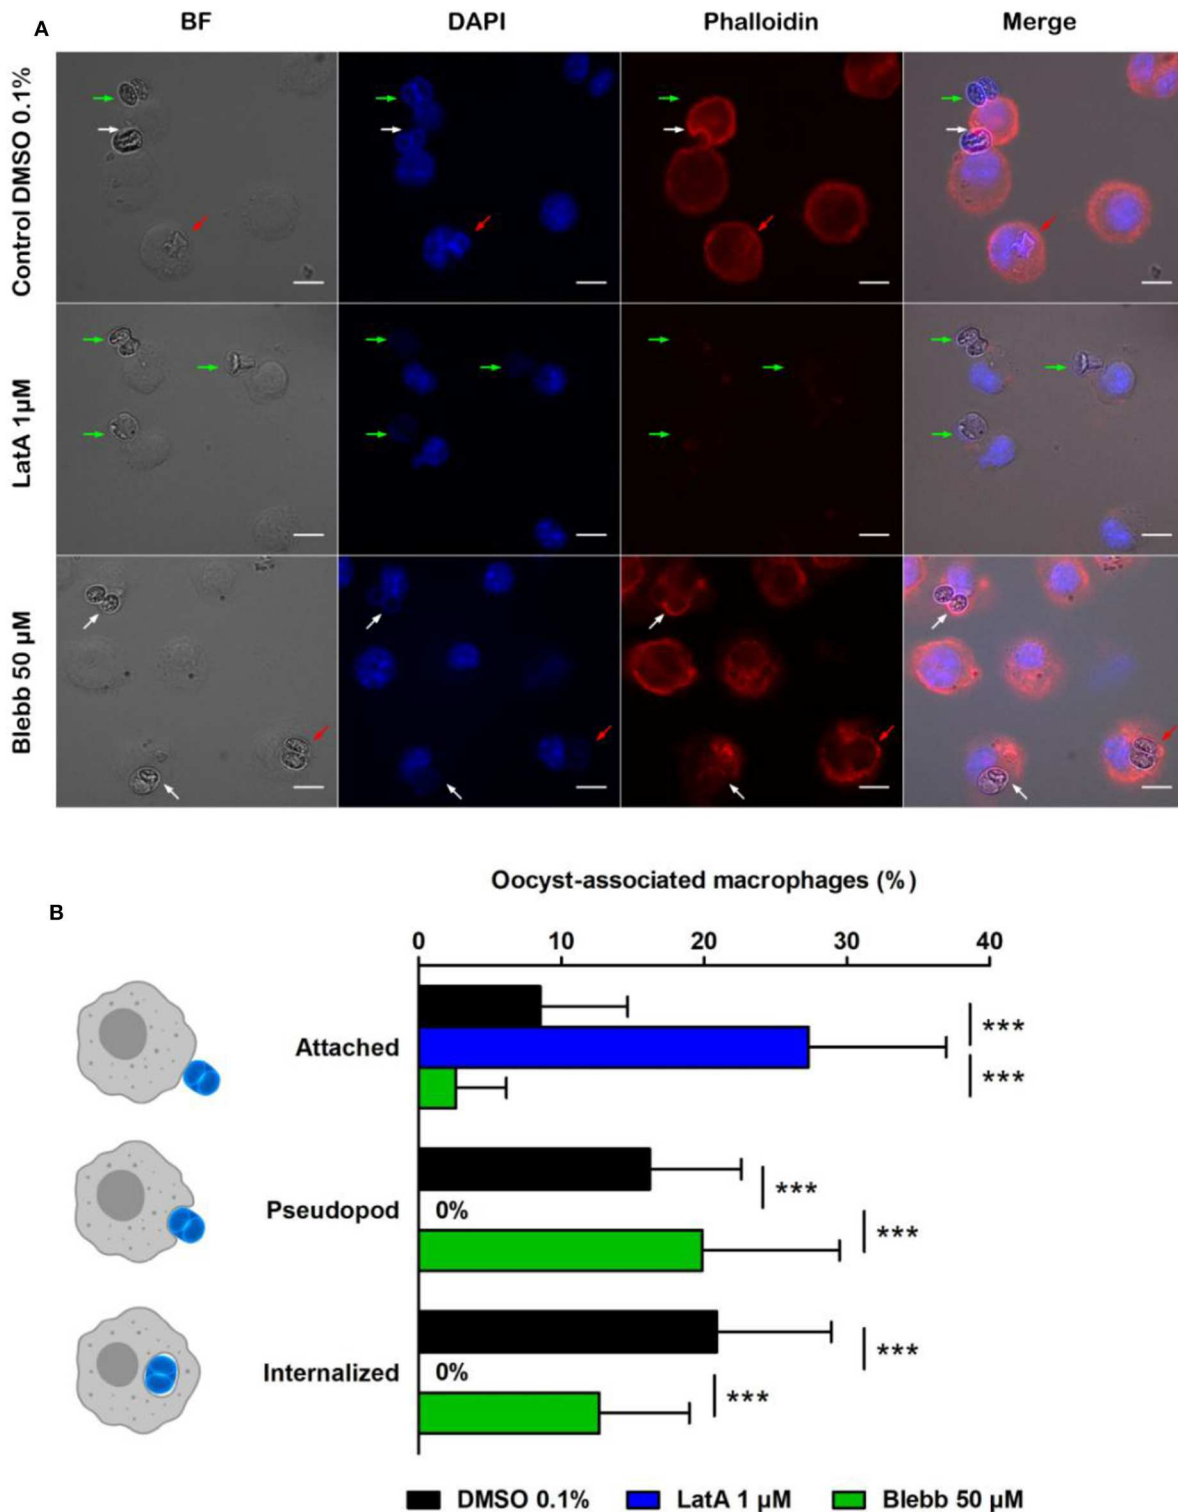 A
BF DAPI Phalloidin Merge
Control DMSO 0.1%
LatA 1µM
Blebb 50 µM
B
Oocyst-associated macrophages (%)
0 10 20 30 40
Attached
***
***
Pseudopod
0%
***
***
Internalized
0%
***
***
DMSO 0.1% LatA 1 µM Blebb 50 µM